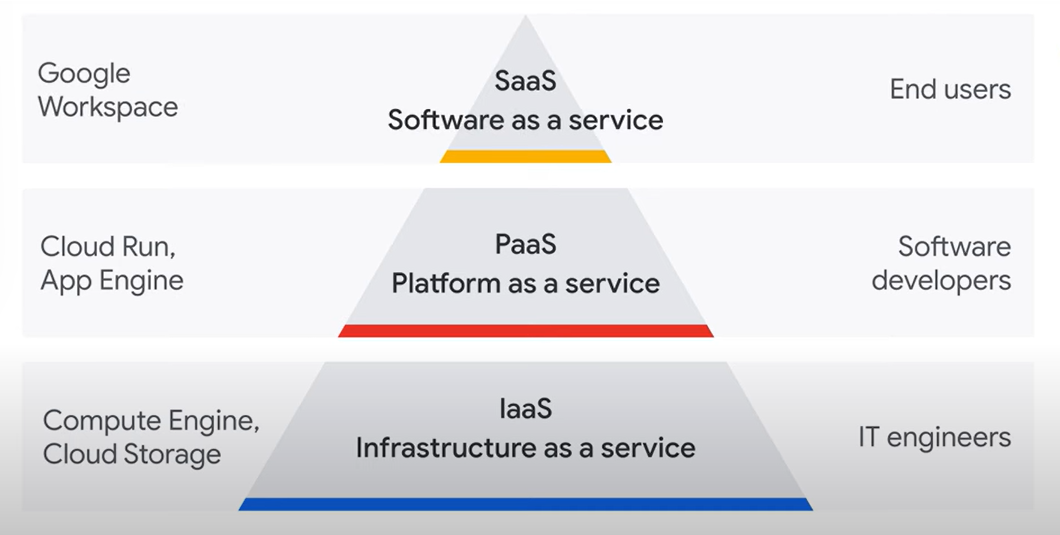 Google
Workspace
SaaS
Software as a service
End users
Cloud Run,
App Engine
PaaS
Platform as a service
Software
developers
Compute Engine,
Cloud Storage
IaaS
Infrastructure as a service
IT engineers